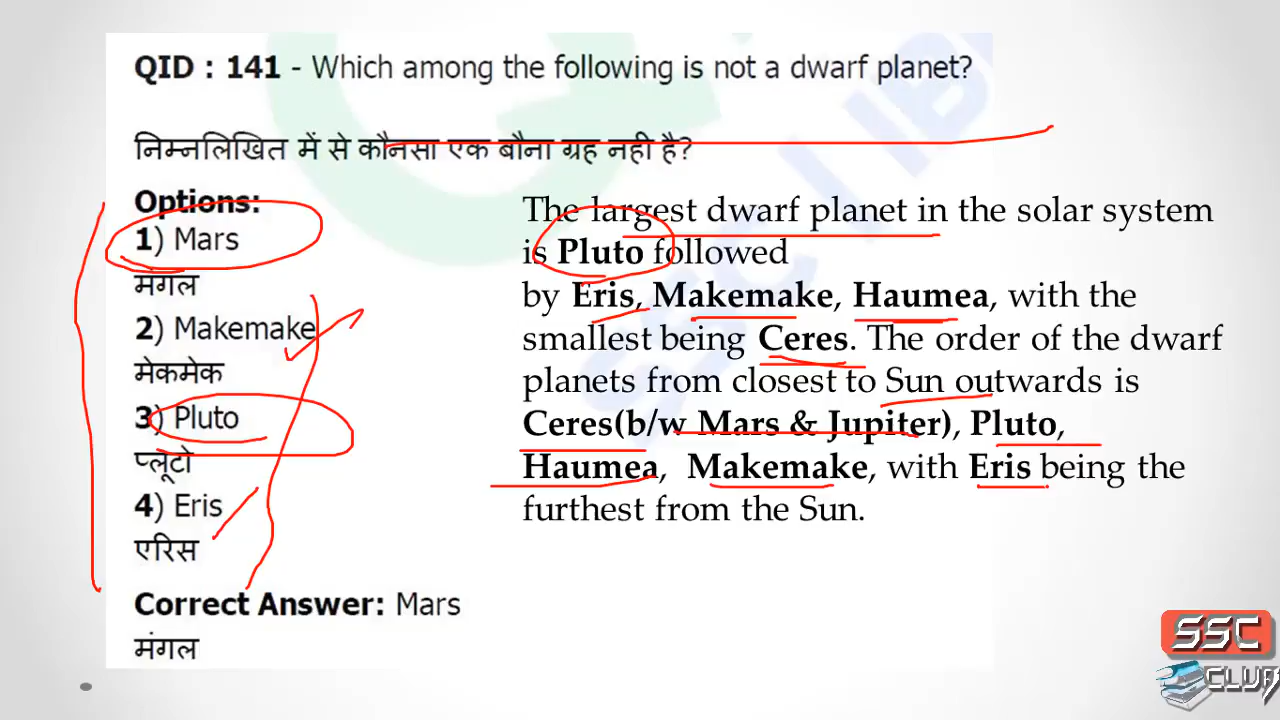 QID : 141 - Which among the following is not a dwarf planet?
निम्नलिखित में से कौनसा एक बौना ग्रह नही है?
Options:
1) Mars
मंगल
2) Makemake
मेकमेक
3) Pluto
प्लूटो
4) Eris
एरिस
Correct Answer: Mars
मंगल
The largest dwarf planet in the solar system
is Pluto followed
by Eris, Makemake, Haumea, with the
smallest being Ceres. The order of the dwarf
planets from closest to Sun outwards is
Ceres(b/w Mars & Jupiter), Pluto,
Haumea, Makemake, with Eris being the
furthest from the Sun.
SSC
CLUB